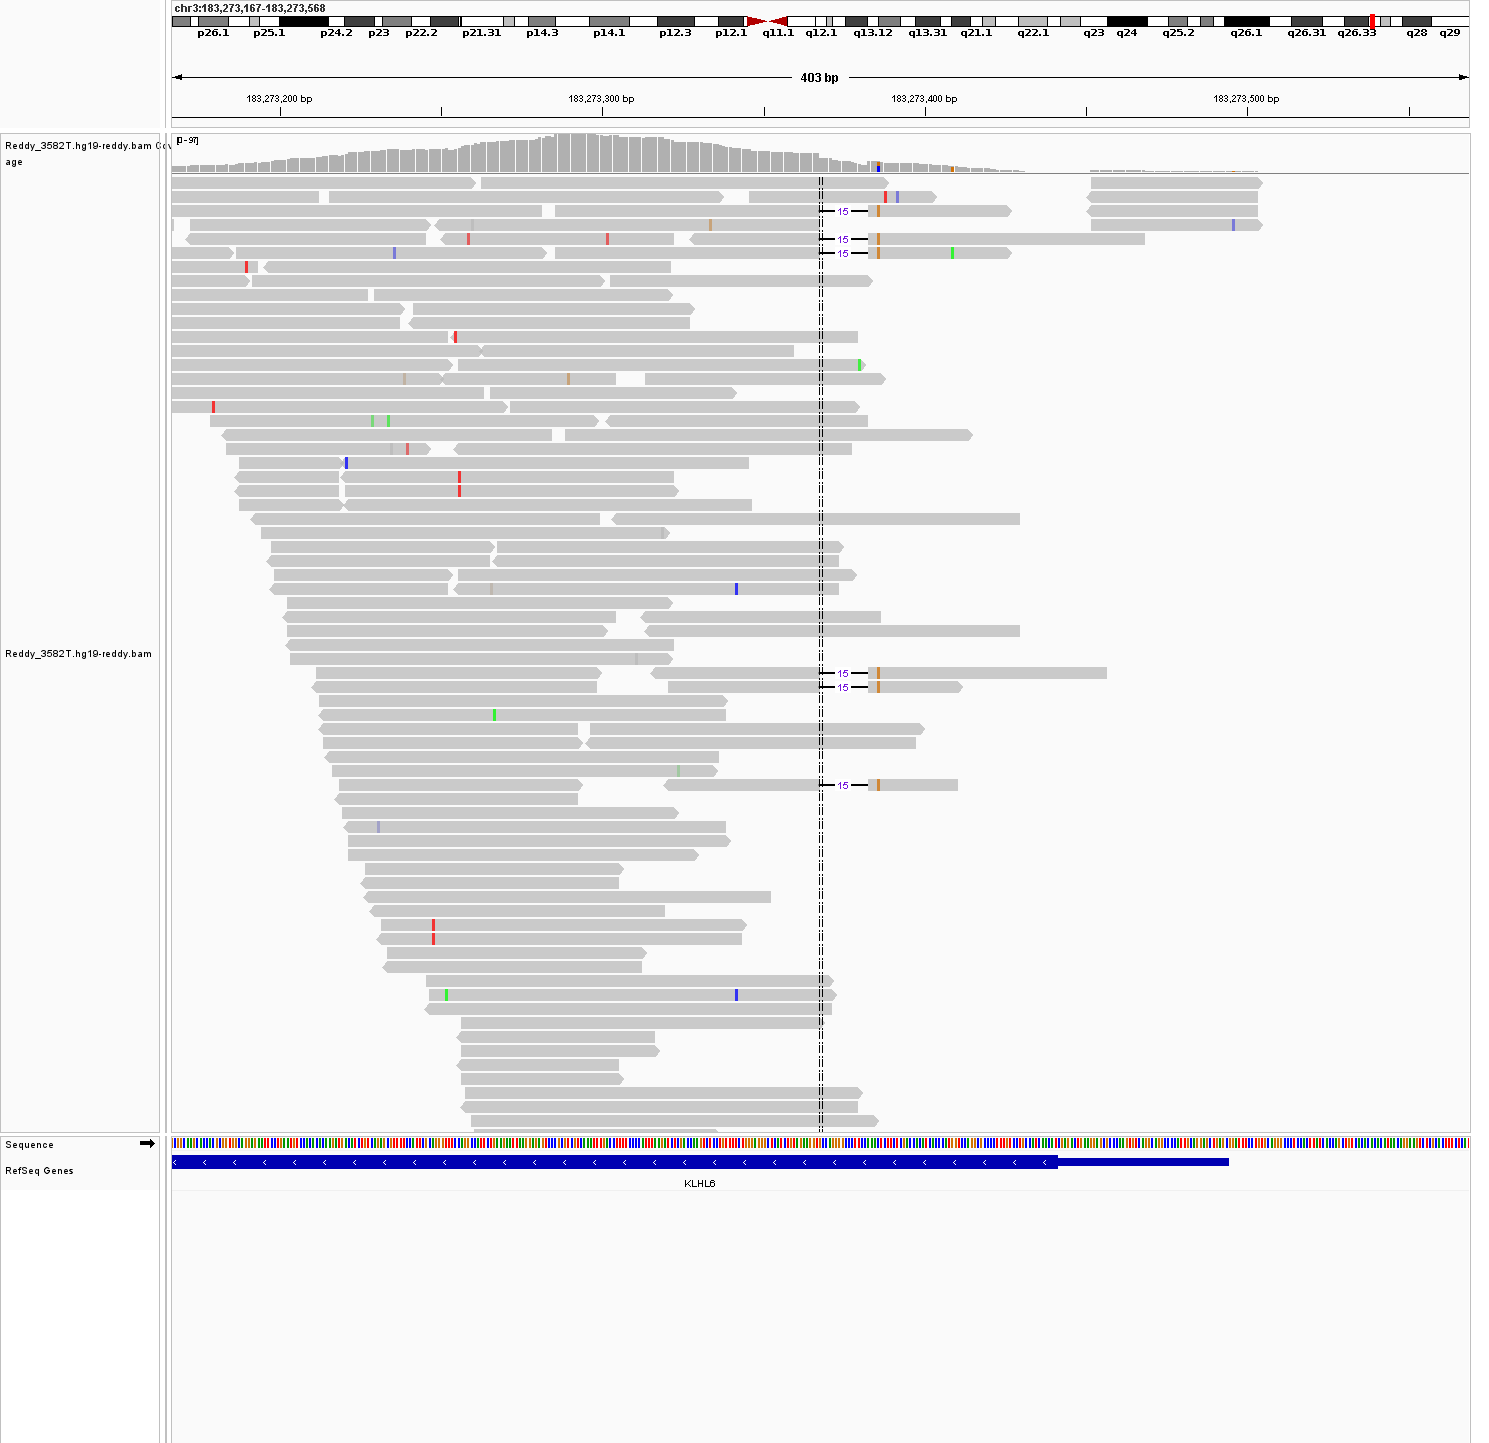 chr3:183,273,167-183,273,568
p26.1 p25.1 p24.2 p23 p22.2 p21.31 p14.3 p14.1 p12.3 p12.1 q11.1 q12.1 q13.12 q13.31 q21.1 q22.1 q23 q24 q25.2 q26.1 q26.31 q26.33 q28 q29
403 bp
183,273,200 bp 183,273,300 bp 183,273,400 bp 183,273,500 bp
Reddy_3582T.hg19-reddy.bam Cov
age
[0-97]
15
15
15
Reddy_3582T.hg19-reddy.bam
15
15
15
Sequence
RefSeq Genes
KLHL6